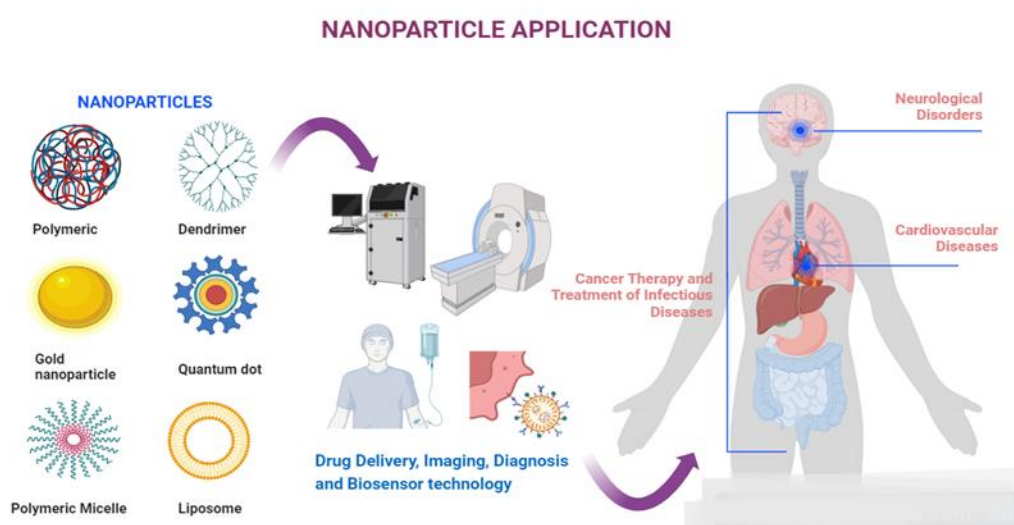 NANOPARTICLE APPLICATION
NANOPARTICLES
Polymeric
Dendrimer
Gold
nanoparticle
Quantum dot
Polymeric Micelle
Liposome
Drug Delivery, Imaging, Diagnosis
and Biosensor technology
Cancer Therapy and
Treatment of Infectious
Diseases
Neurological
Disorders
Cardiovascular
Diseases